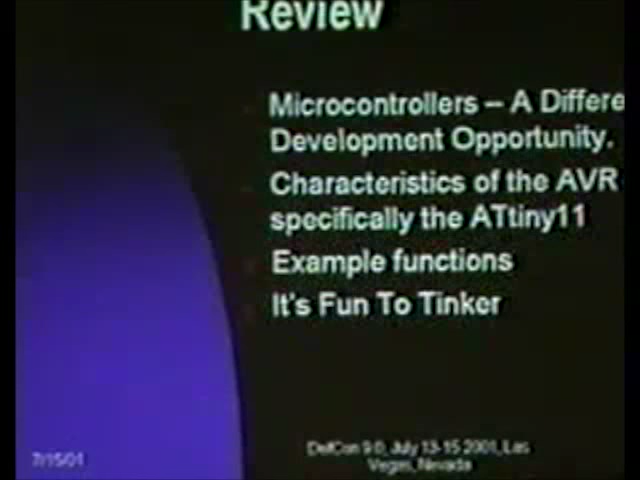 Review
Microcontrollers – A Differe
Development Opportunity.
Characteristics of the AVR
specifically the ATtiny11
Example functions
It's Fun To Tinker
7/15/01
DefCon 9.0, July 13-15 2001, Las
Vegas, Nevada